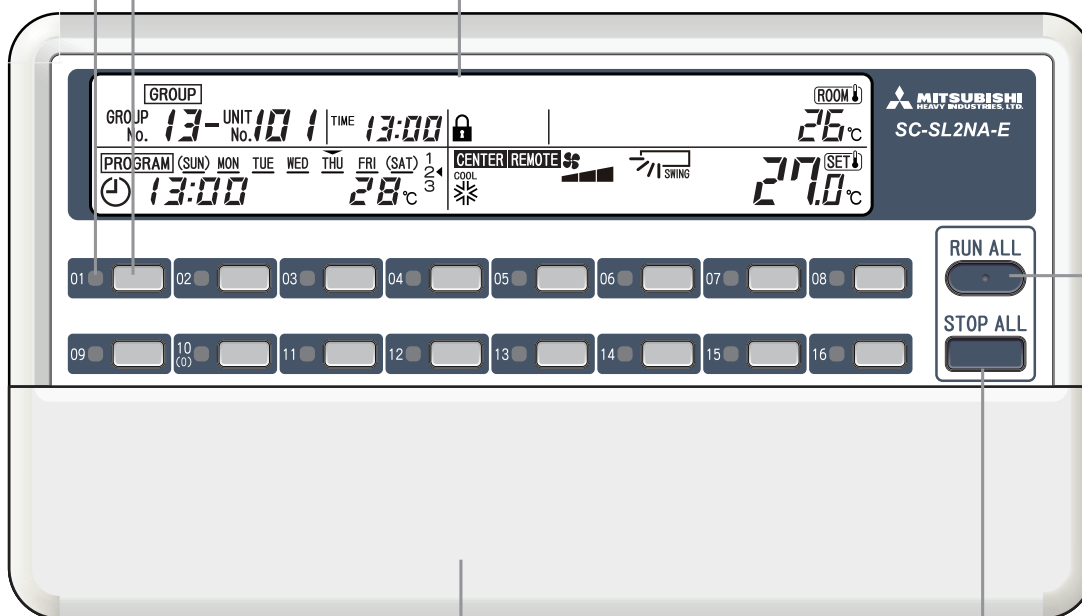 GROUP
GROUP No. 13-UNIT No. 101 TIME 13:00
ROOM
26℃
PROGRAM (SUN) MON TUE WED THU FRI (SAT) 1 2 3
13:00 28℃
CENTER REMOTE
COOL
SWING
SET
27.0℃
MITSUBISHI
HEAVY INDUSTRIES, LTD.
SC-SL2NA-E
RUN ALL
01 02 03 04 05 06 07 08
STOP ALL
09 10 (0) 11 12 13 14 15 16